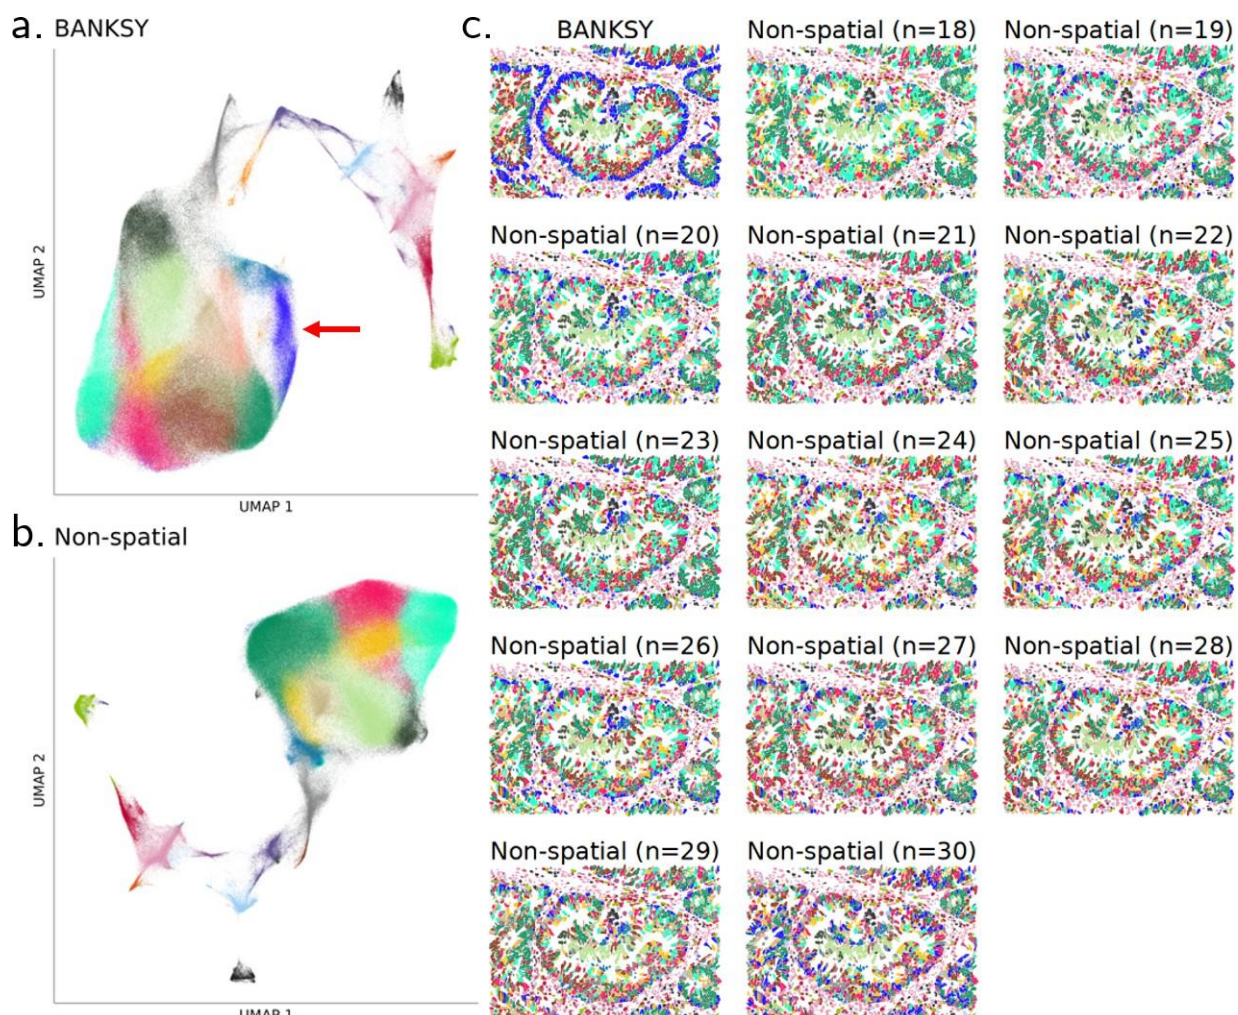 a. BANKSY
UMAP 2
UMAP 1
b. Non-spatial
UMAP 2
UMAP 1
c. BANKSY
Non-spatial (n=18)
Non-spatial (n=19)
Non-spatial (n=20)
Non-spatial (n=21)
Non-spatial (n=22)
Non-spatial (n=23)
Non-spatial (n=24)
Non-spatial (n=25)
Non-spatial (n=26)
Non-spatial (n=27)
Non-spatial (n=28)
Non-spatial (n=29)
Non-spatial (n=30)